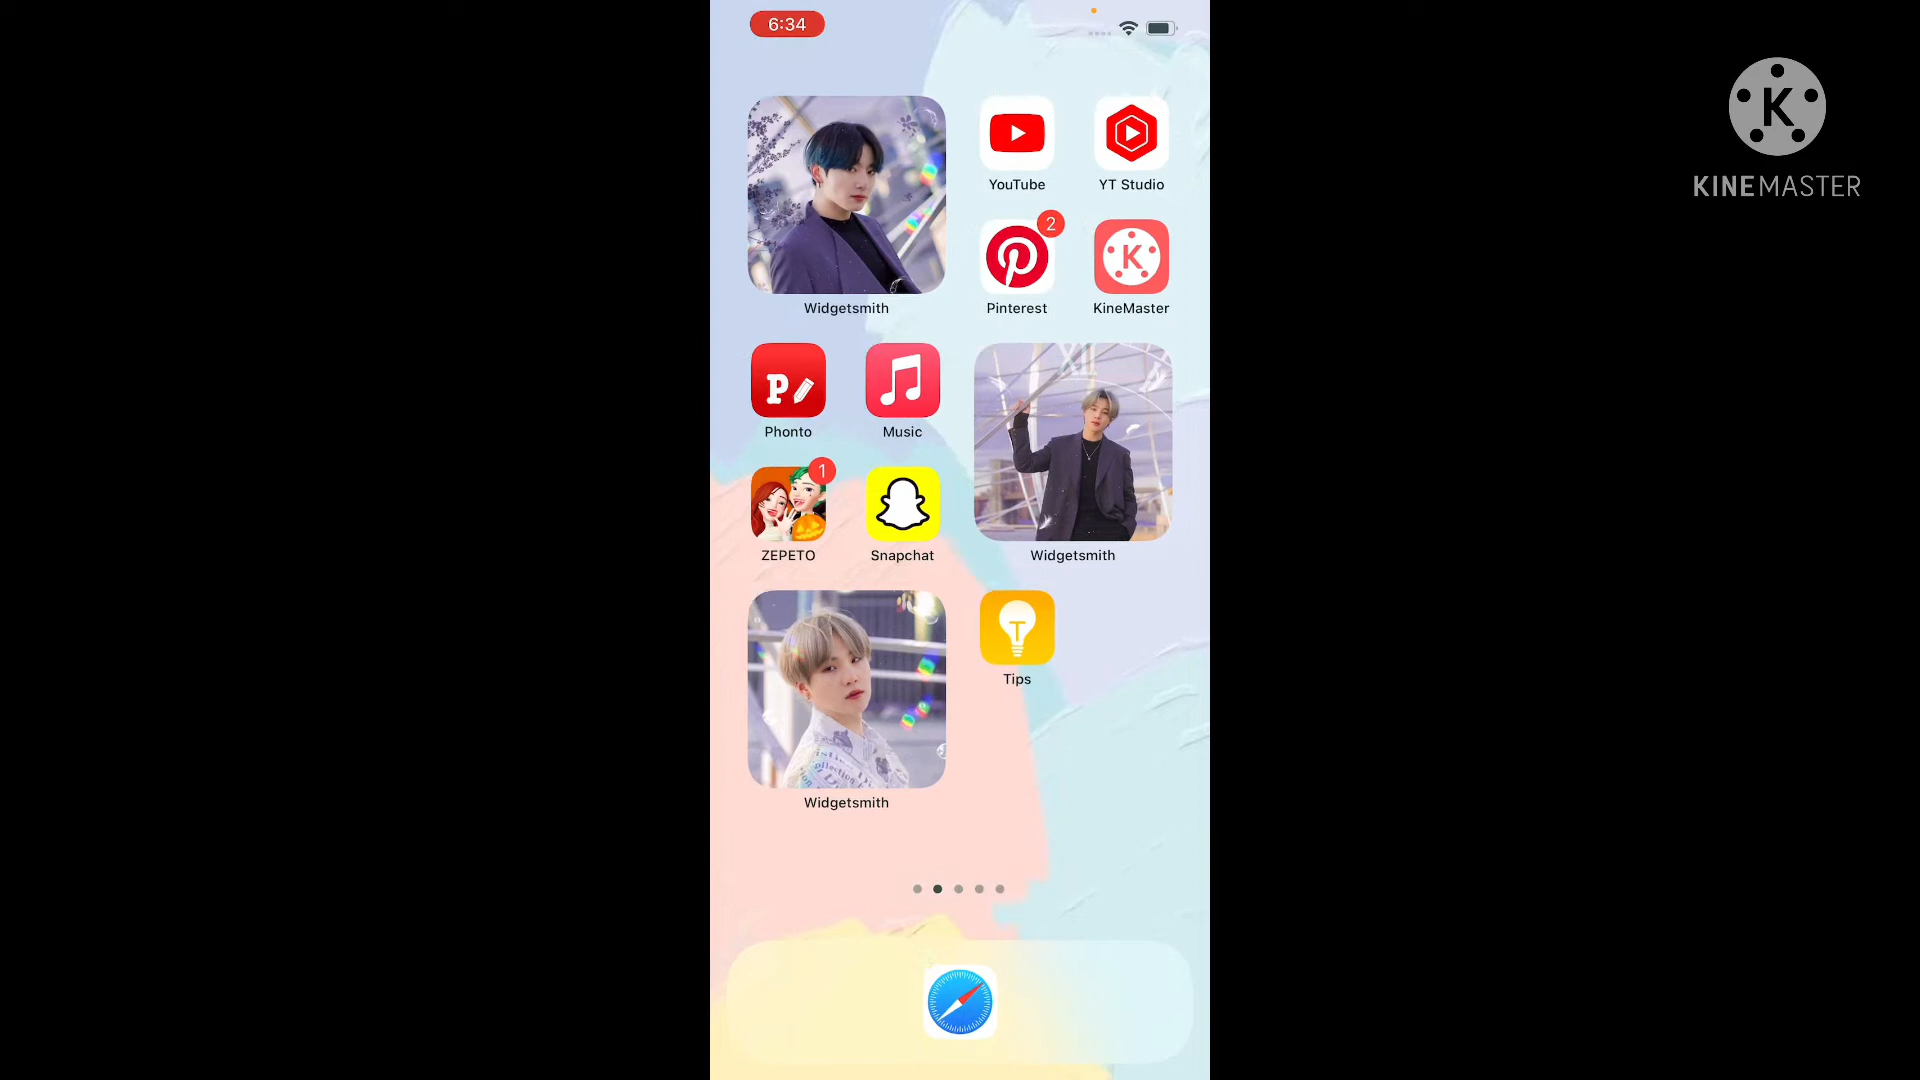 6:34
K
KINEMASTER
YouTube
YT Studio
2
K
Widgetsmith
Pinterest
KineMaster
P
Phonto
Music
1
ZEPETO
Snapchat
Widgetsmith
T
Tips
Widgetsmith